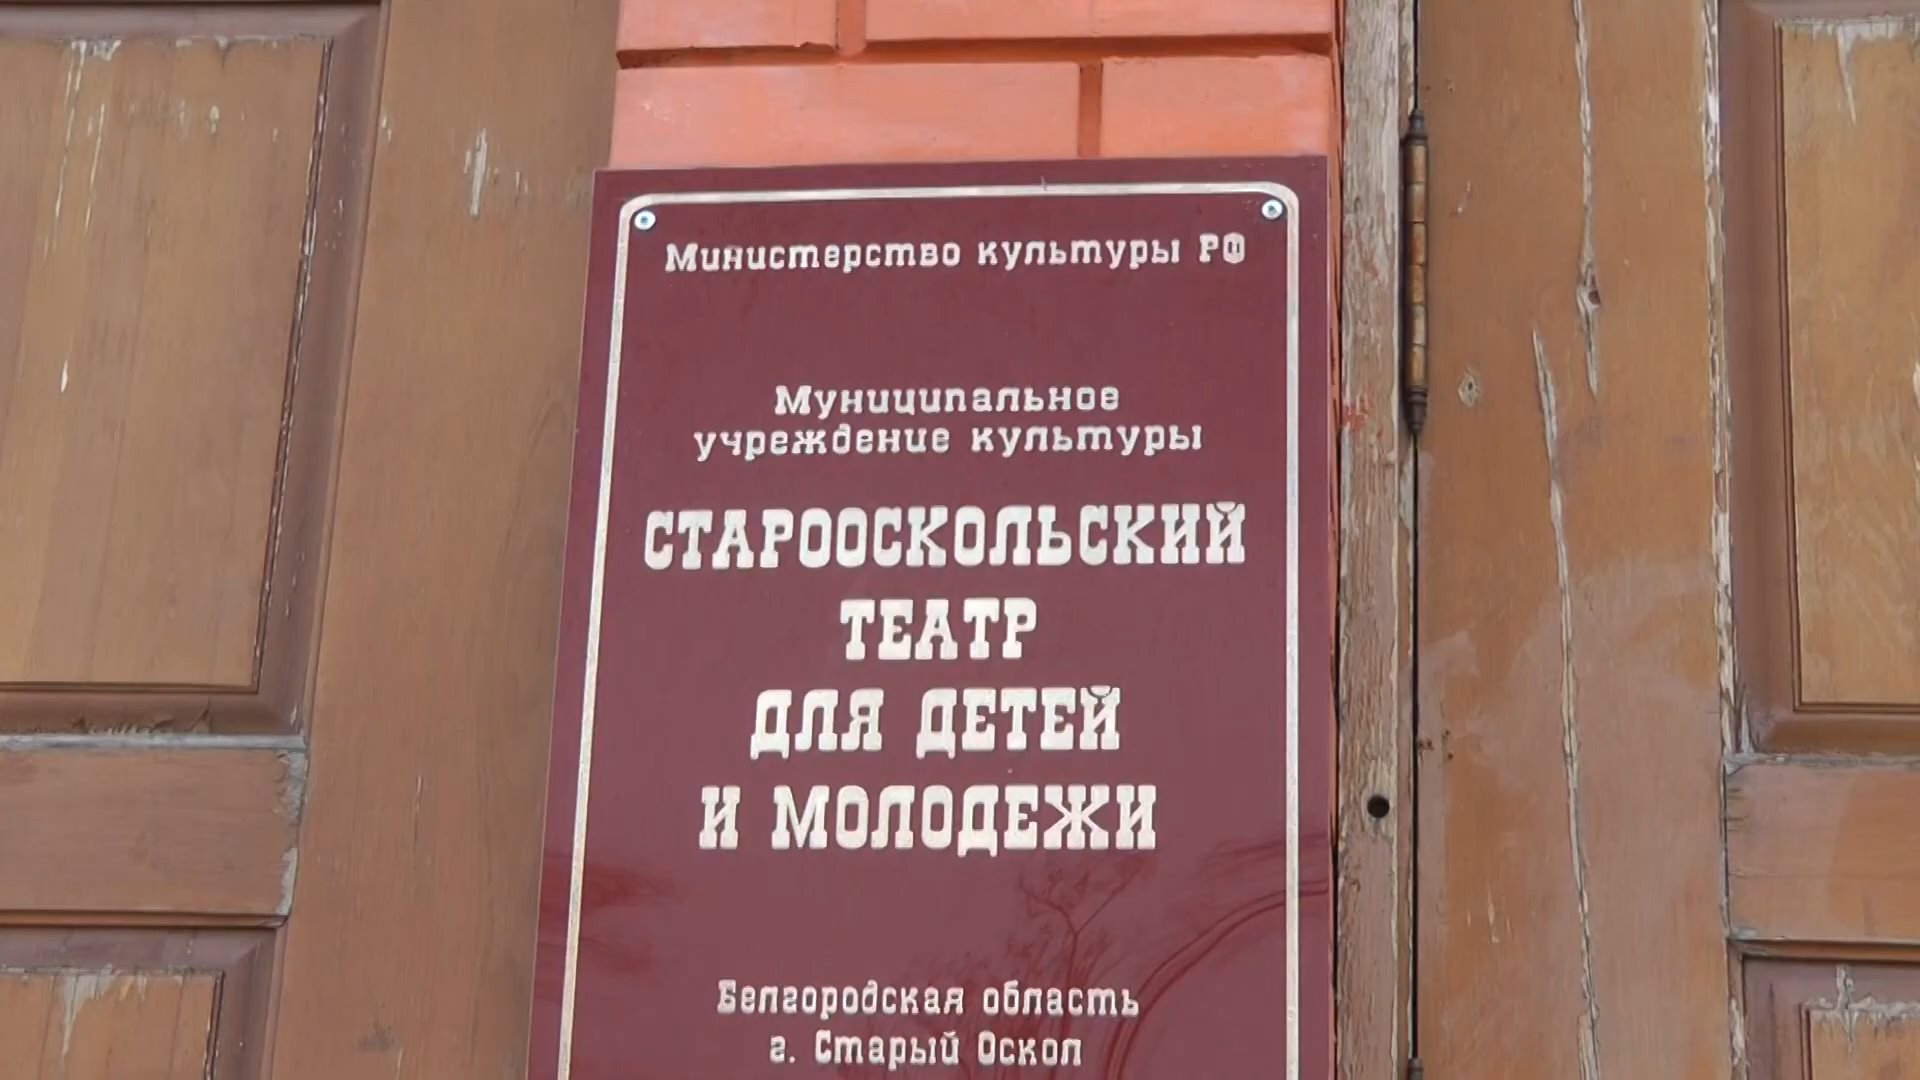 Министерство культуры РФ
Муниципальное
учреждение культуры
СТАРООСКОЛЬСКИЙ
ТЕАТР
ДЛЯ ДЕТЕЙ
И МОЛОДЕЖИ
Белгородская область
г. Старый Оскол